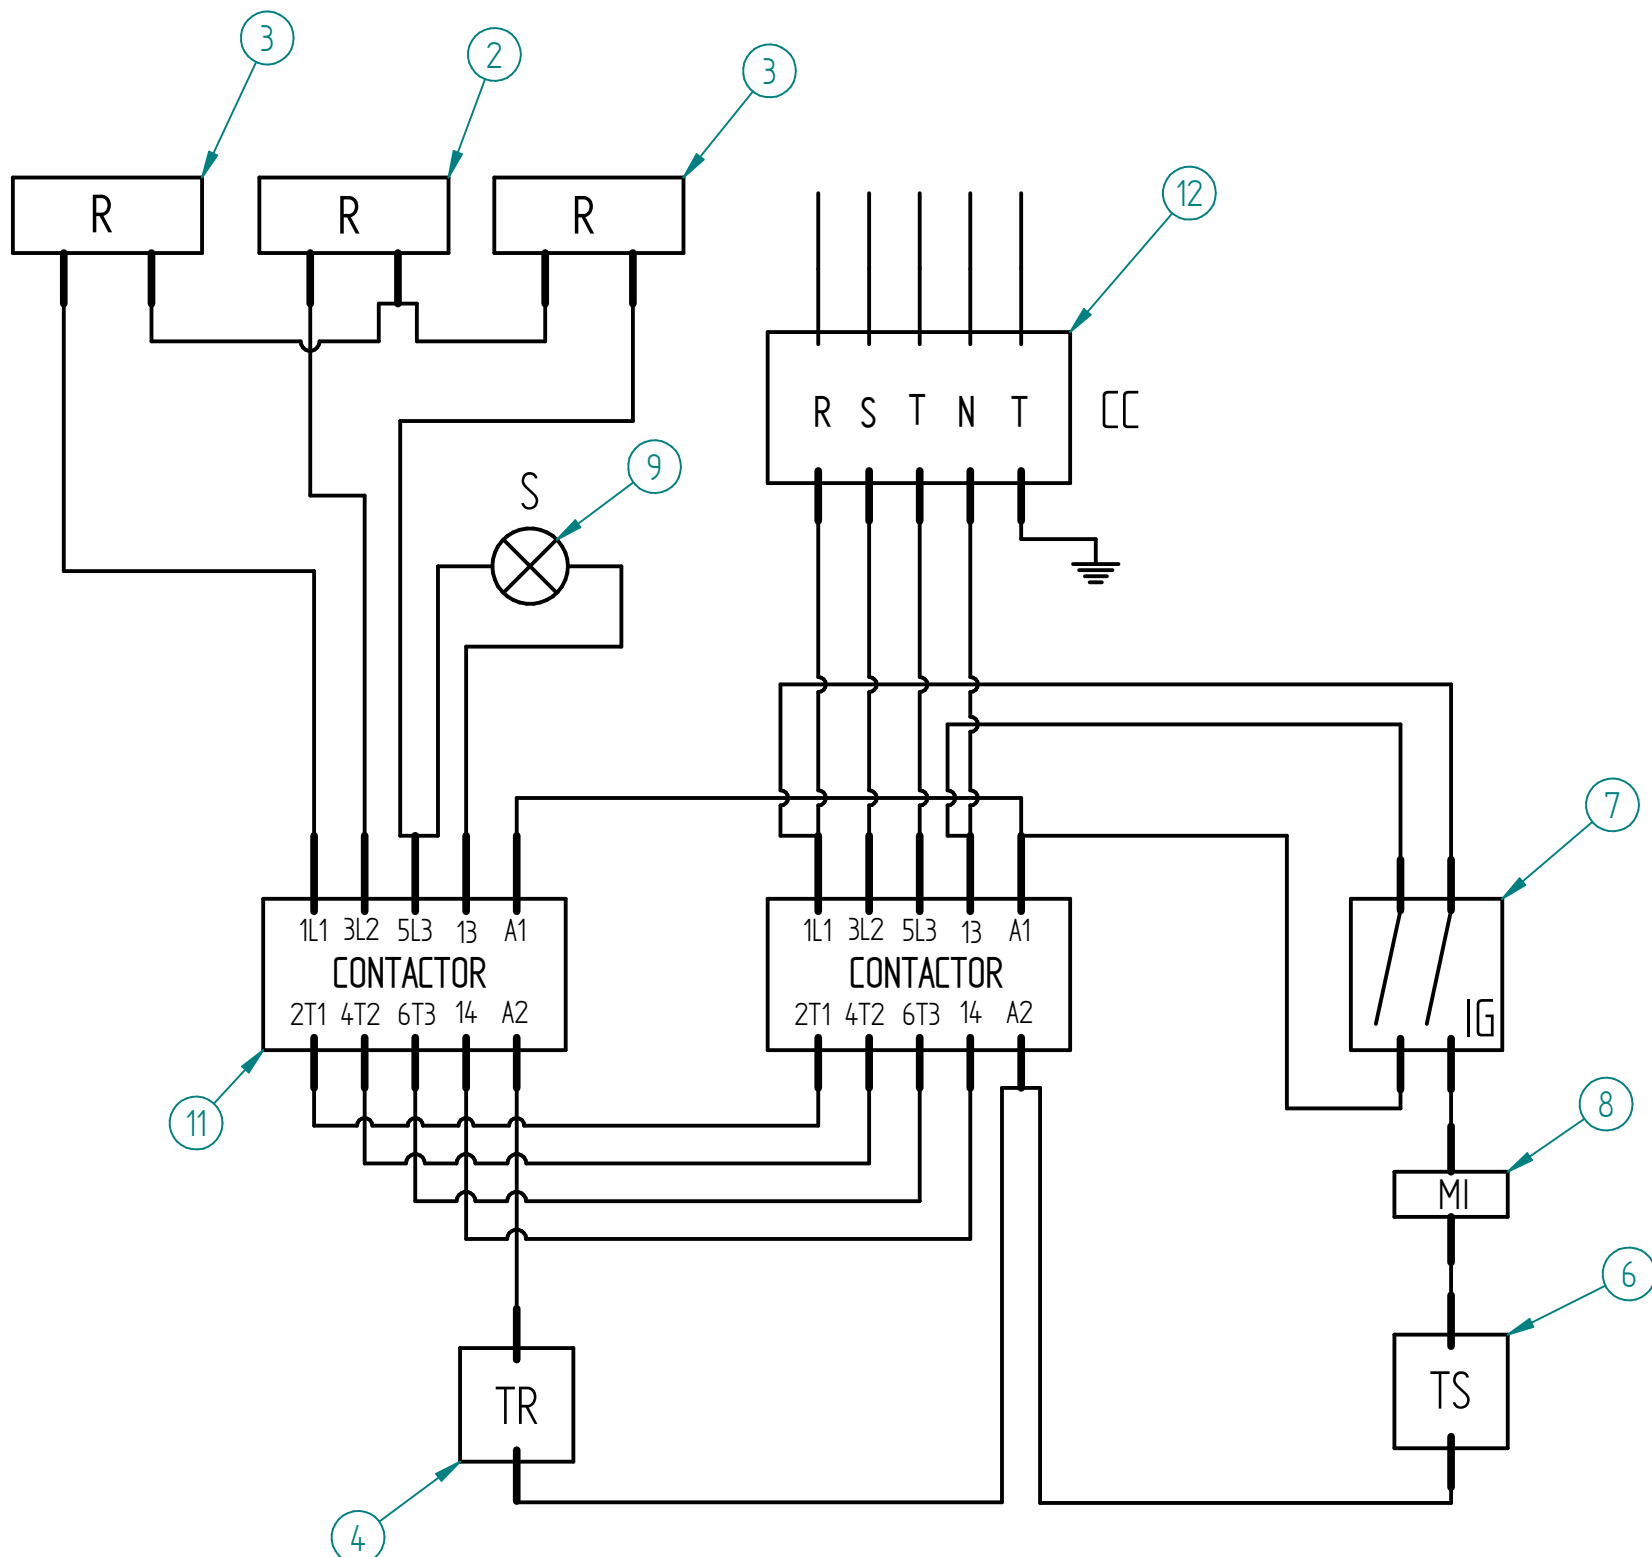 3
2
3
R
R
R
12
R S T N T
CC
9
S
7
1L1 3L2 5L3 13 A1
CONTACTOR
2T1 4T2 6T3 14 A2
1L1 3L2 5L3 13 A1
CONTACTOR
2T1 4T2 6T3 14 A2
IG
11
8
MI
6
TS
TR
4